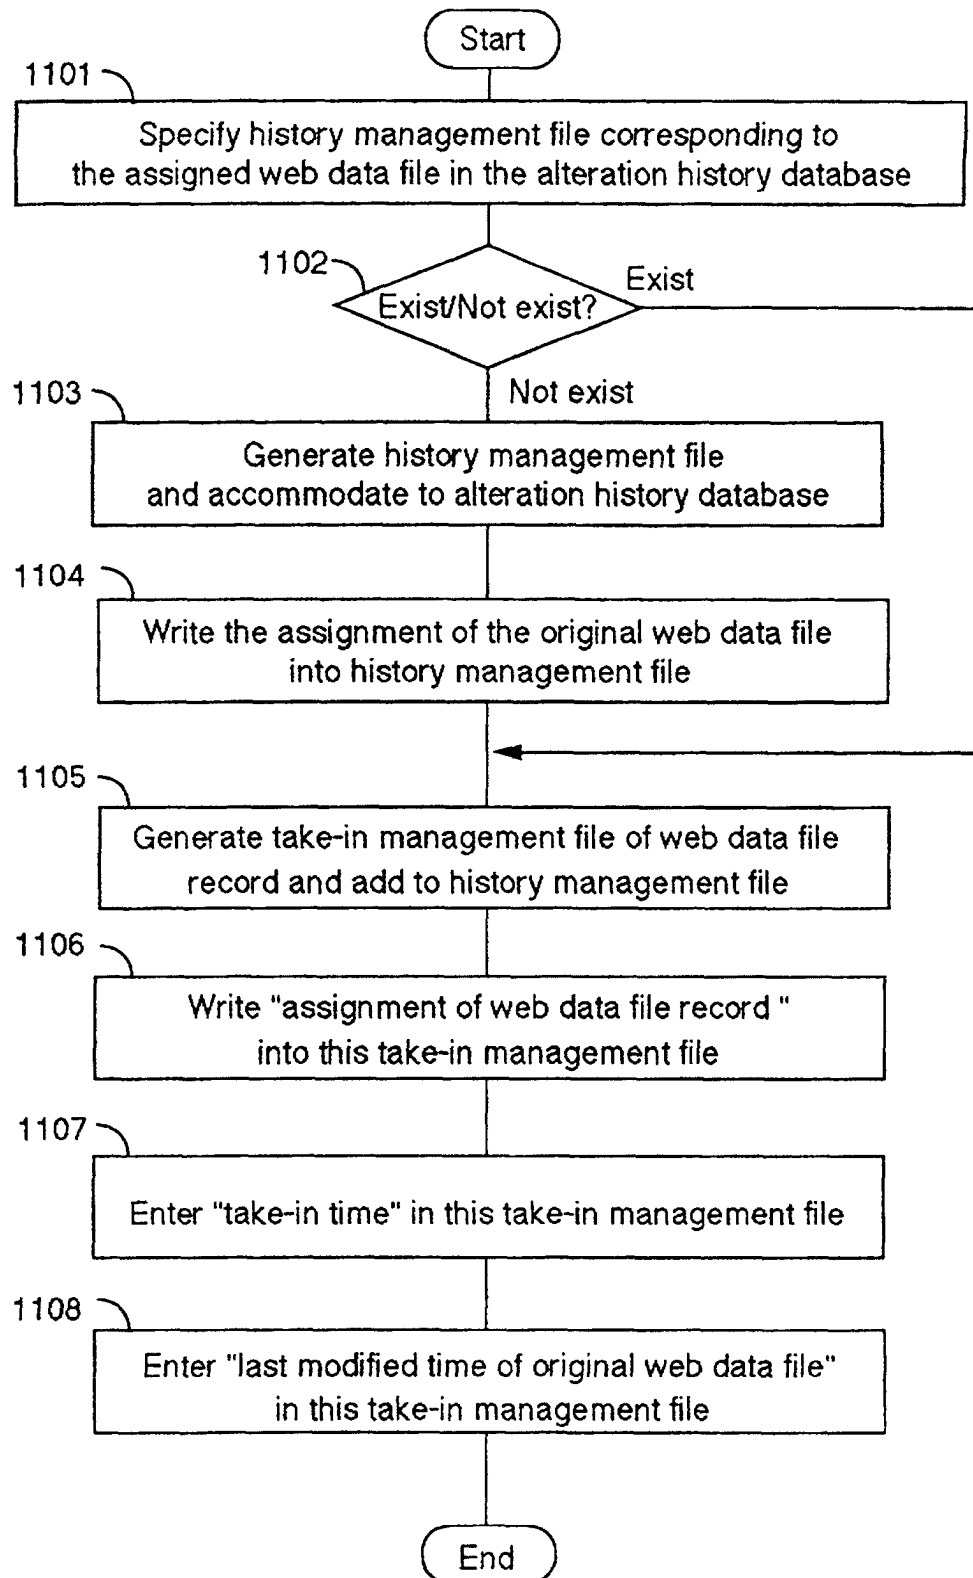 Start
1101
Specify history management file corresponding to
the assigned web data file in the alteration history database
1102
Exist/Not exist?
Exist
Not exist
1103
Generate history management file
and accommodate to alteration history database
1104
Write the assignment of the original web data file
into history management file
1105
Generate take-in management file of web data file
record and add to history management file
1106
Write "assignment of web data file record "
into this take-in management file
1107
Enter "take-in time" in this take-in management file
1108
Enter "last modified time of original web data file"
in this take-in management file
End